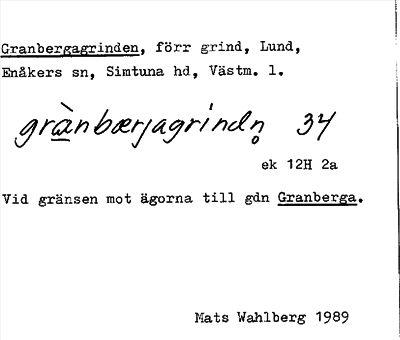 Granbergagrinden, förr grind, Lund,
Enåkers sn, Simtuna hd, Västm. l.
grànbærjagrindn̥ 34
ek 12H 2a
Vid gränsen mot ägorna till gdn Granberga.
Mats Wahlberg 1989